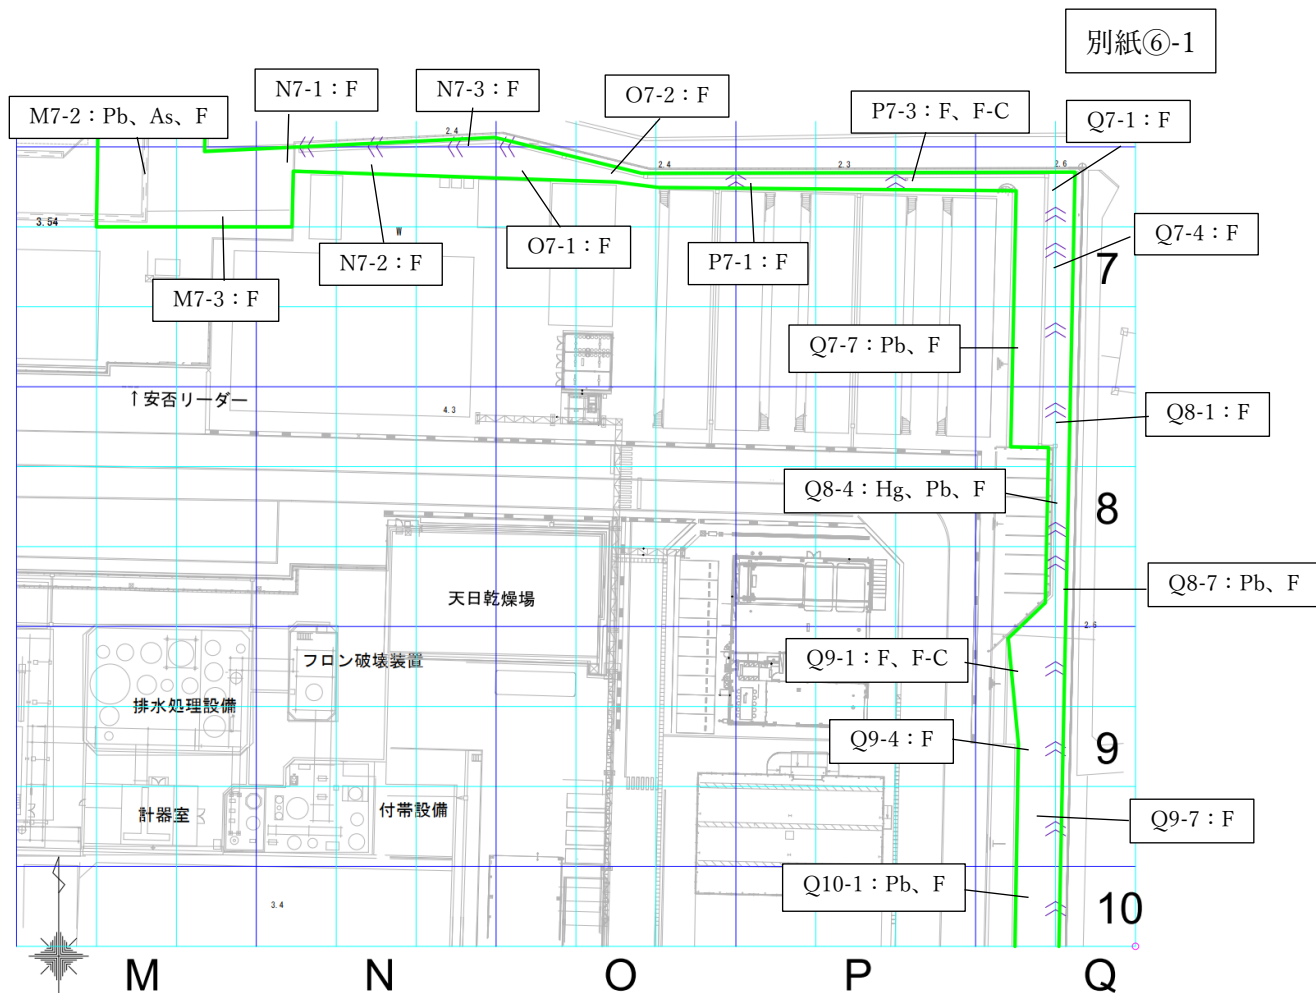 別紙⑥-1
N7-1：F
N7-3：F
O7-2：F
P7-3：F、F-C
M7-2：Pb、As、F
Q7-1：F
2.4
2.4
2.3
2.6
3.54
W
N7-2：F
O7-1：F
P7-1：F
Q7-4：F
7
M7-3：F
Q7-7：Pb、F
↑安否リーダー
4.3
Q8-1：F
Q8-4：Hg、Pb、F
8
天日乾燥場
Q8-7：Pb、F
2.6
フロン破壊装置
Q9-1：F、F-C
排水処理設備
Q9-4：F
9
計器室
付帯設備
Q9-7：F
Q10-1：Pb、F
3.4
10
M
N
O
P
Q